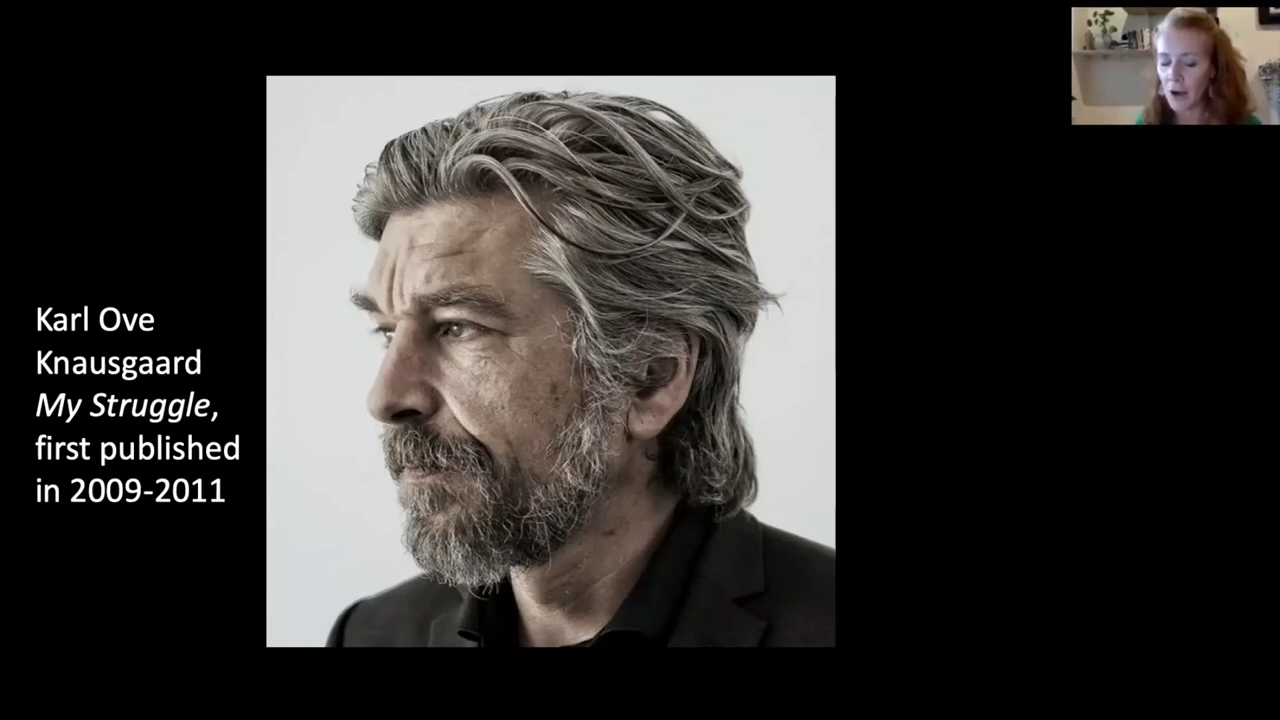 Karl Ove
Knausgaard
My Struggle,
first published
in 2009-2011